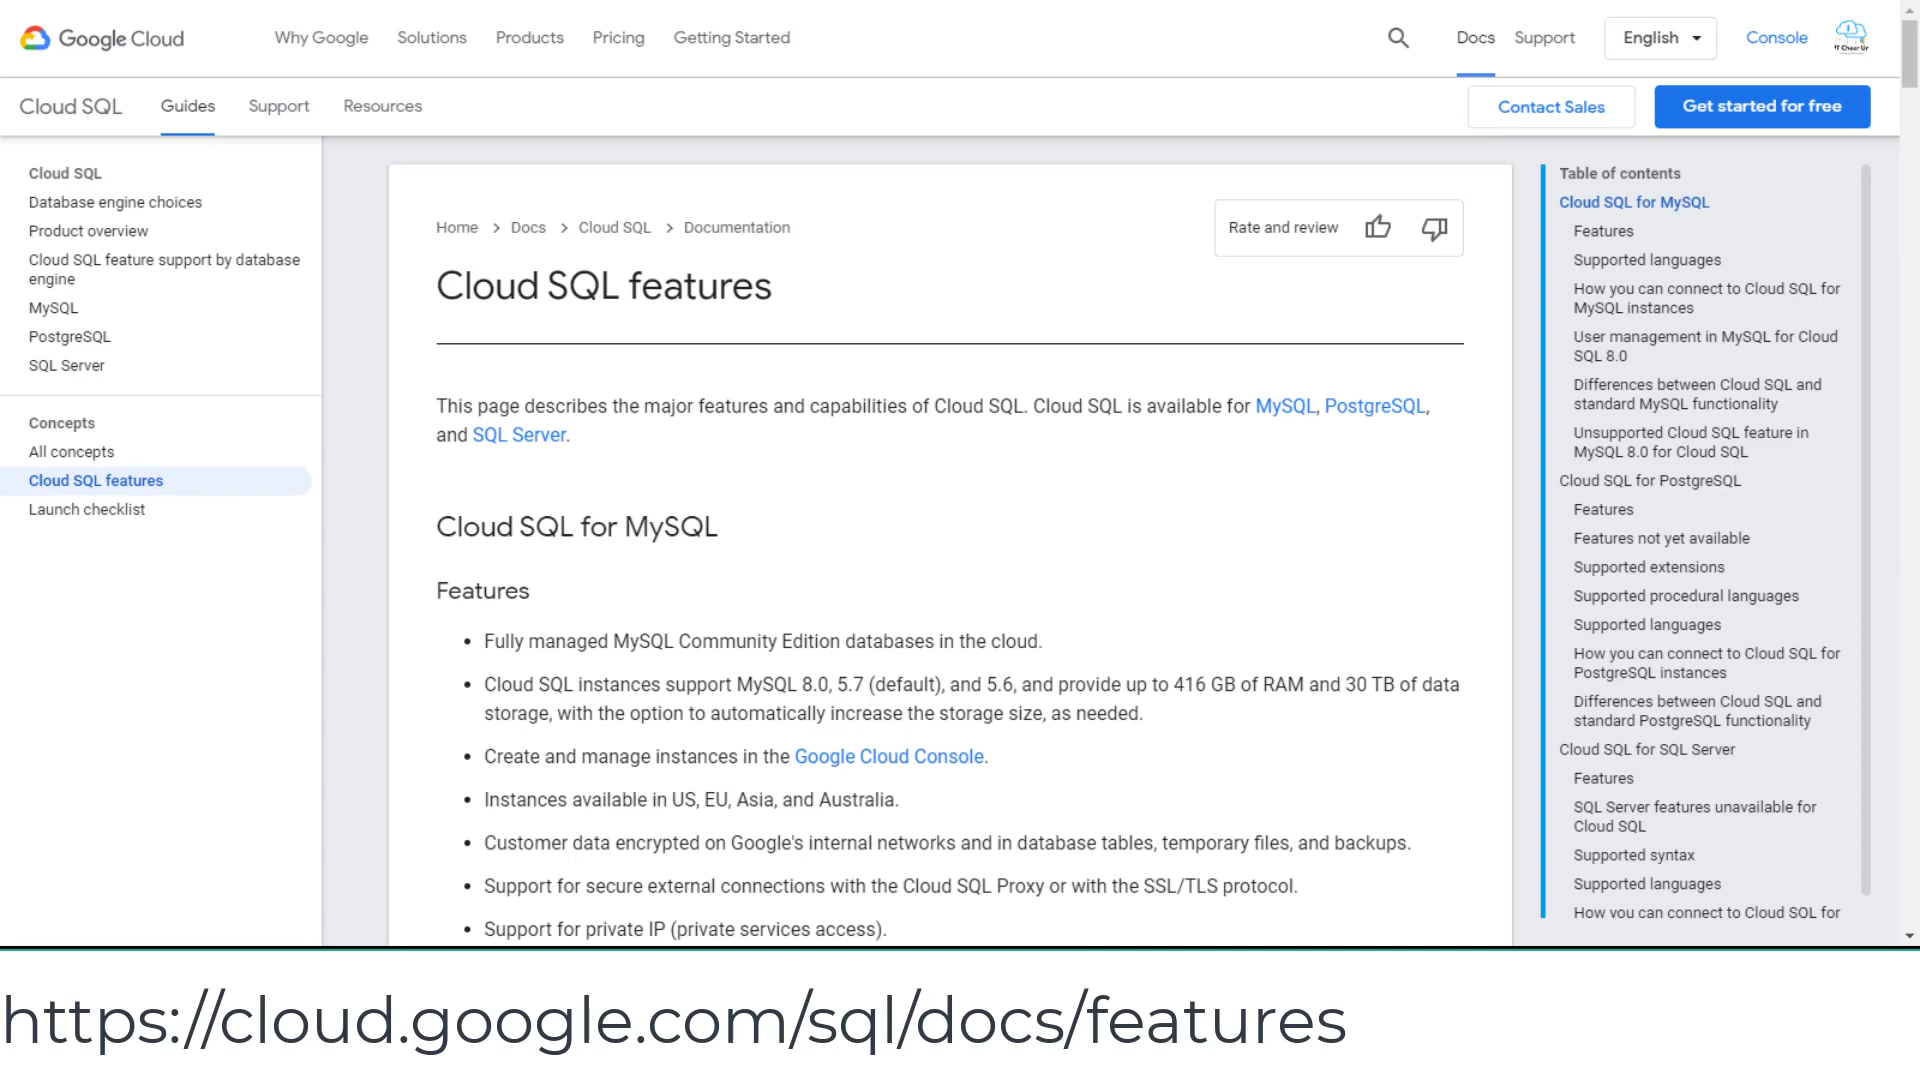 Google Cloud
Why Google Solutions Products Pricing Getting Started
Docs Support English Console
IT Cheer Up
Cloud SQL Guides Support Resources
Contact Sales Get started for free
Cloud SQL
Database engine choices
Product overview
Cloud SQL feature support by database
engine
MySQL
PostgreSQL
SQL Server
Concepts
All concepts
Cloud SQL features
Launch checklist
Home > Docs > Cloud SQL > Documentation
Rate and review
Cloud SQL features
This page describes the major features and capabilities of Cloud SQL. Cloud SQL is available for MySQL, PostgreSQL,
and SQL Server.
Cloud SQL for MySQL
Features
• Fully managed MySQL Community Edition databases in the cloud.
• Cloud SQL instances support MySQL 8.0, 5.7 (default), and 5.6, and provide up to 416 GB of RAM and 30 TB of data
storage, with the option to automatically increase the storage size, as needed.
• Create and manage instances in the Google Cloud Console.
• Instances available in US, EU, Asia, and Australia.
• Customer data encrypted on Google's internal networks and in database tables, temporary files, and backups.
• Support for secure external connections with the Cloud SQL Proxy or with the SSL/TLS protocol.
• Support for private IP (private services access).
Table of contents
Cloud SQL for MySQL
Features
Supported languages
How you can connect to Cloud SQL for
MySQL instances
User management in MySQL for Cloud
SQL 8.0
Differences between Cloud SQL and
standard MySQL functionality
Unsupported Cloud SQL feature in
MySQL 8.0 for Cloud SQL
Cloud SQL for PostgreSQL
Features
Features not yet available
Supported extensions
Supported procedural languages
Supported languages
How you can connect to Cloud SQL for
PostgreSQL instances
Differences between Cloud SQL and
standard PostgreSQL functionality
Cloud SQL for SQL Server
Features
SQL Server features unavailable for
Cloud SQL
Supported syntax
Supported languages
How you can connect to Cloud SQL for
https://cloud.google.com/sql/docs/features